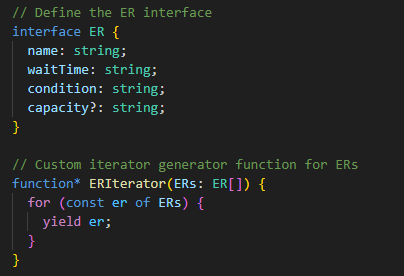 // Define the ER interface
interface ER {
  name: string;
  waitTime: string;
  condition: string;
  capacity?: string;
}

// Custom iterator generator function for ERs
function* ERIterator(ERs: ER[]) {
  for (const er of ERs) {
    yield er;
  }
}